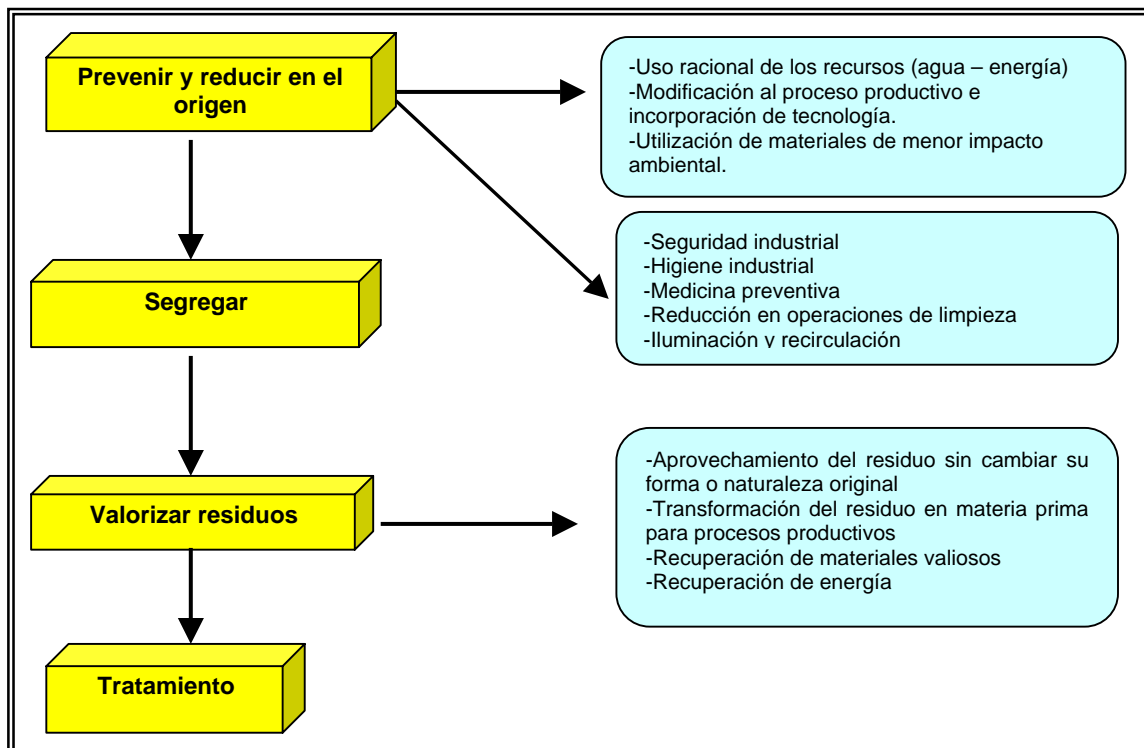 Prevenir y reducir en el
origen
-Uso racional de los recursos (agua – energía)
-Modificación al proceso productivo e
incorporación de tecnología.
-Utilización de materiales de menor impacto
ambiental.
-Seguridad industrial
-Higiene industrial
-Medicina preventiva
-Reducción en operaciones de limpieza
-Iluminación y recirculación
Segregar
Valorizar residuos
-Aprovechamiento del residuo sin cambiar su
forma o naturaleza original
-Transformación del residuo en materia prima
para procesos productivos
-Recuperación de materiales valiosos
-Recuperación de energía
Tratamiento